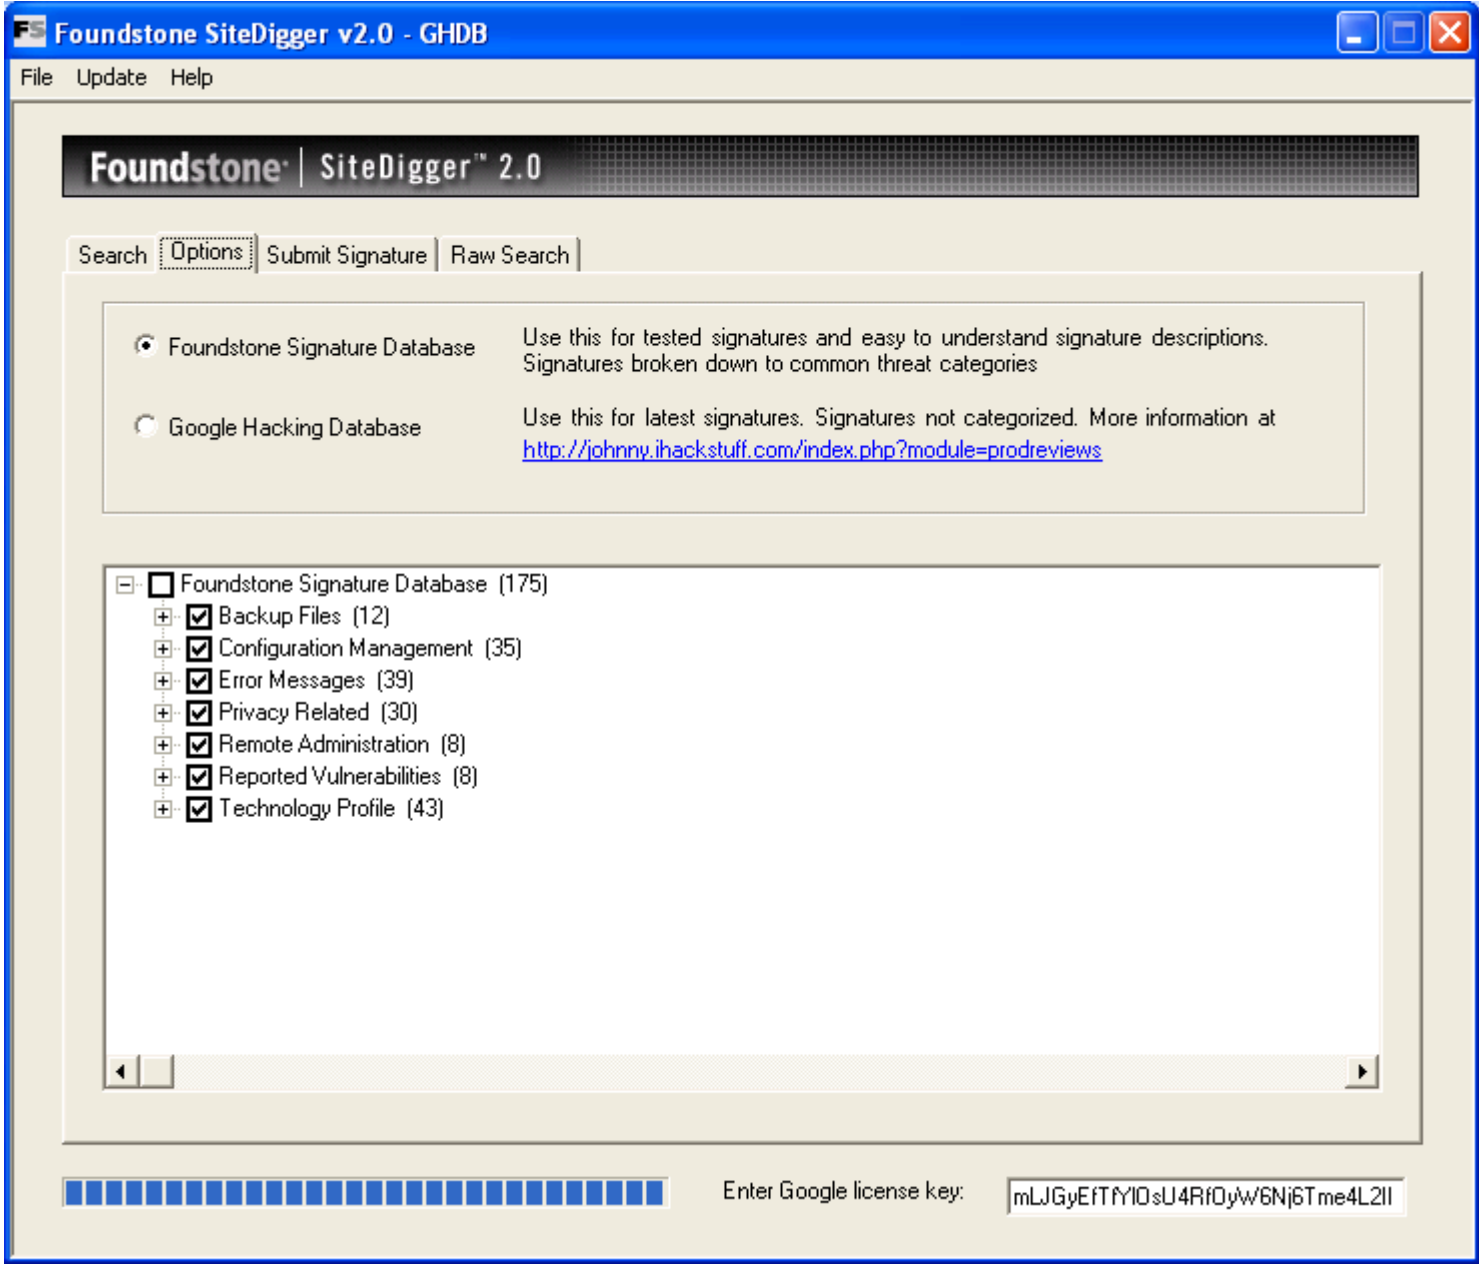 FS Foundstone SiteDigger v2.0 - GHDB
File Update Help
Foundstone | SiteDigger™ 2.0
Search Options Submit Signature Raw Search
Foundstone Signature Database
Use this for tested signatures and easy to understand signature descriptions.
Signatures broken down to common threat categories
Google Hacking Database
Use this for latest signatures. Signatures not categorized. More information at
http://johnny.ihackstuff.com/index.php?module=prodreviews
Foundstone Signature Database (175)
Backup Files (12)
Configuration Management (35)
Error Messages (39)
Privacy Related (30)
Remote Administration (8)
Reported Vulnerabilities (8)
Technology Profile (43)
Enter Google license key: